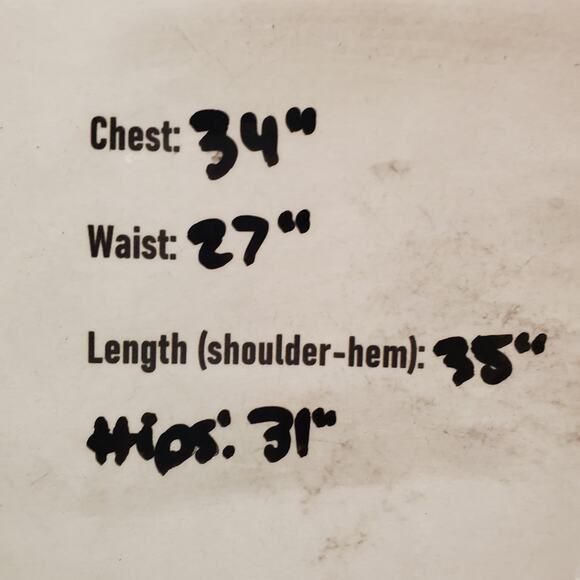 Chest: 34"
Waist: 27"
Length (shoulder-hem): 35"
Hips: 31"